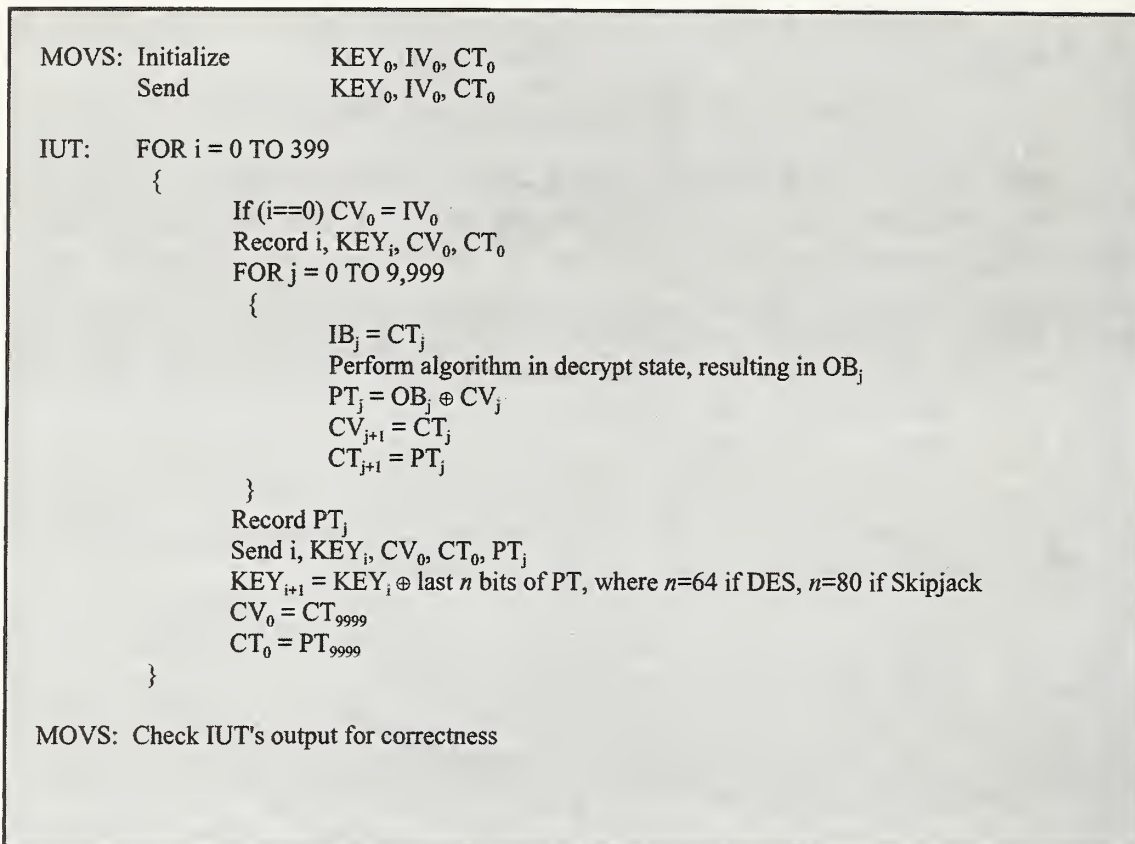 MOVS: Initialize KEY₀, IV₀, CT₀
Send KEY₀, IV₀, CT₀
IUT: FOR i = 0 TO 399
{
If (i==0) CV₀ = IV₀
Record i, KEYᵢ, CV₀, CT₀
FOR j = 0 TO 9,999
{
IBⱼ = CTⱼ
Perform algorithm in decrypt state, resulting in OBⱼ
PTⱼ = OBⱼ ⊕ CVⱼ
CVⱼ₊₁ = CTⱼ
CTⱼ₊₁ = PTⱼ
}
Record PTⱼ
Send i, KEYᵢ, CV₀, CT₀, PTⱼ
KEYᵢ₊₁ = KEYᵢ ⊕ last n bits of PT, where n=64 if DES, n=80 if Skipjack
CV₀ = CT₉₉₉₉
CT₀ = PT₉₉₉₉
}
MOVS: Check IUT's output for correctness